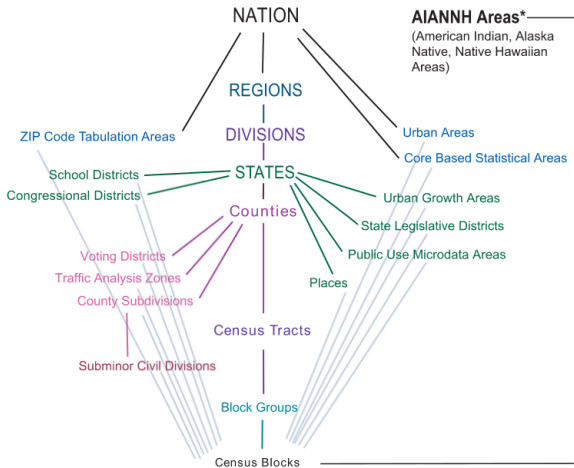 NATION
AIANNH Areas*
(American Indian, Alaska
Native, Native Hawaiian
Areas)
REGIONS
ZIP Code Tabulation Areas
DIVISIONS
Urban Areas
Core Based Statistical Areas
School Districts
STATES
Congressional Districts
Urban Growth Areas
Counties
State Legislative Districts
Voting Districts
Public Use Microdata Areas
Traffic Analysis Zones
Places
County Subdivisions
Census Tracts
Subminor Civil Divisions
Block Groups
Census Blocks